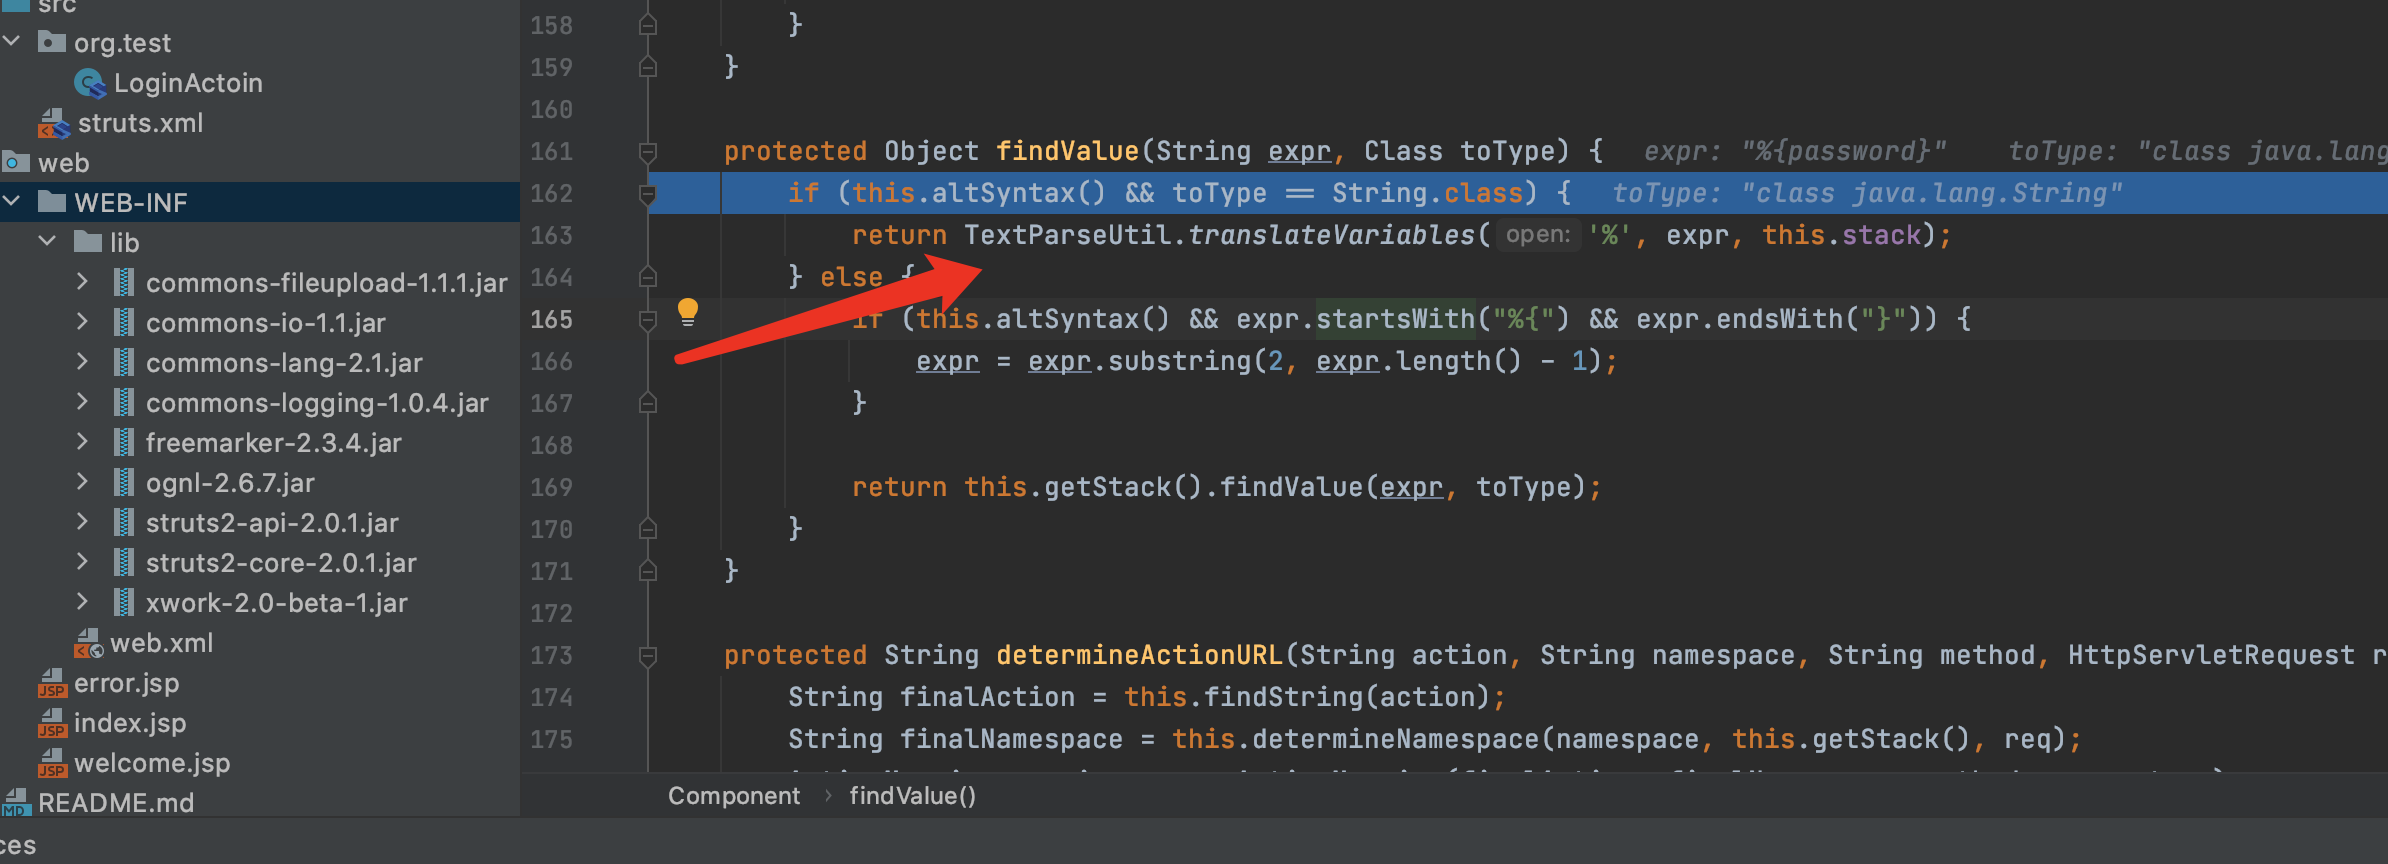 src
org.test
LoginActoin
struts.xml
web
WEB-INF
lib
commons-fileupload-1.1.1.jar
commons-io-1.1.jar
commons-lang-2.1.jar
commons-logging-1.0.4.jar
freemarker-2.3.4.jar
ognl-2.6.7.jar
struts2-api-2.0.1.jar
struts2-core-2.0.1.jar
xwork-2.0-beta-1.jar
web.xml
JSP error.jsp
JSP index.jsp
JSP welcome.jsp
MD README.md
ces
158 }
159 }
160
161 protected Object findValue(String expr, Class toType) { expr: "%{password}" toType: "class java.lang
162 if (this.altSyntax() && toType == String.class) { toType: "class java.lang.String"
163 return TextParseUtil.translateVariables( open: '%', expr, this.stack);
164 } else {
165 if (this.altSyntax() && expr.startsWith("%{") && expr.endsWith("}")) {
166 expr = expr.substring(2, expr.length() - 1);
167 }
168
169 return this.getStack().findValue(expr, toType);
170 }
171 }
172
173 protected String determineActionURL(String action, String namespace, String method, HttpServletRequest r
174 String finalAction = this.findString(action);
175 String finalNamespace = this.determineNamespace(namespace, this.getStack(), req);
Component › findValue()